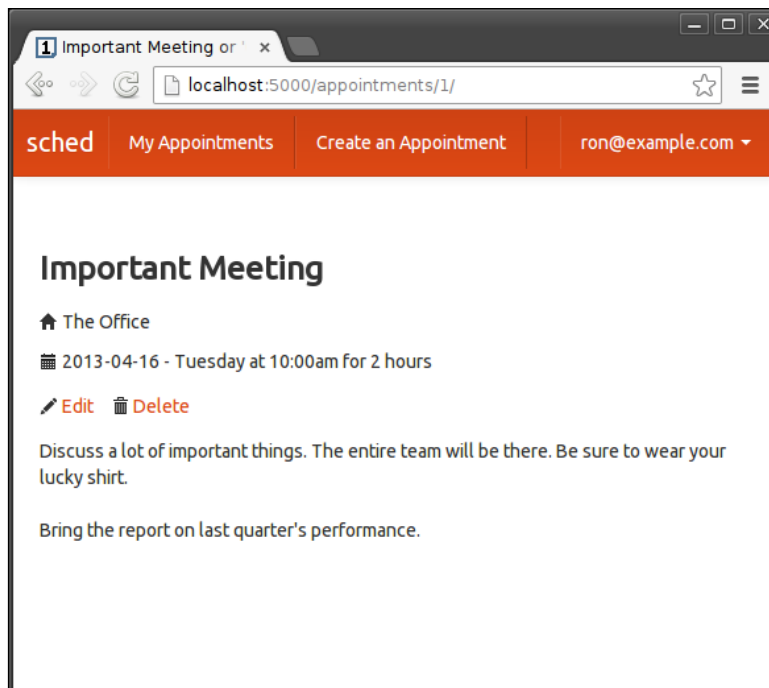 1 Important Meeting or '
localhost:5000/appointments/1/
sched My Appointments Create an Appointment ron@example.com
Important Meeting
The Office
2013-04-16 - Tuesday at 10:00am for 2 hours
Edit Delete
Discuss a lot of important things. The entire team will be there. Be sure to wear your
lucky shirt.
Bring the report on last quarter's performance.